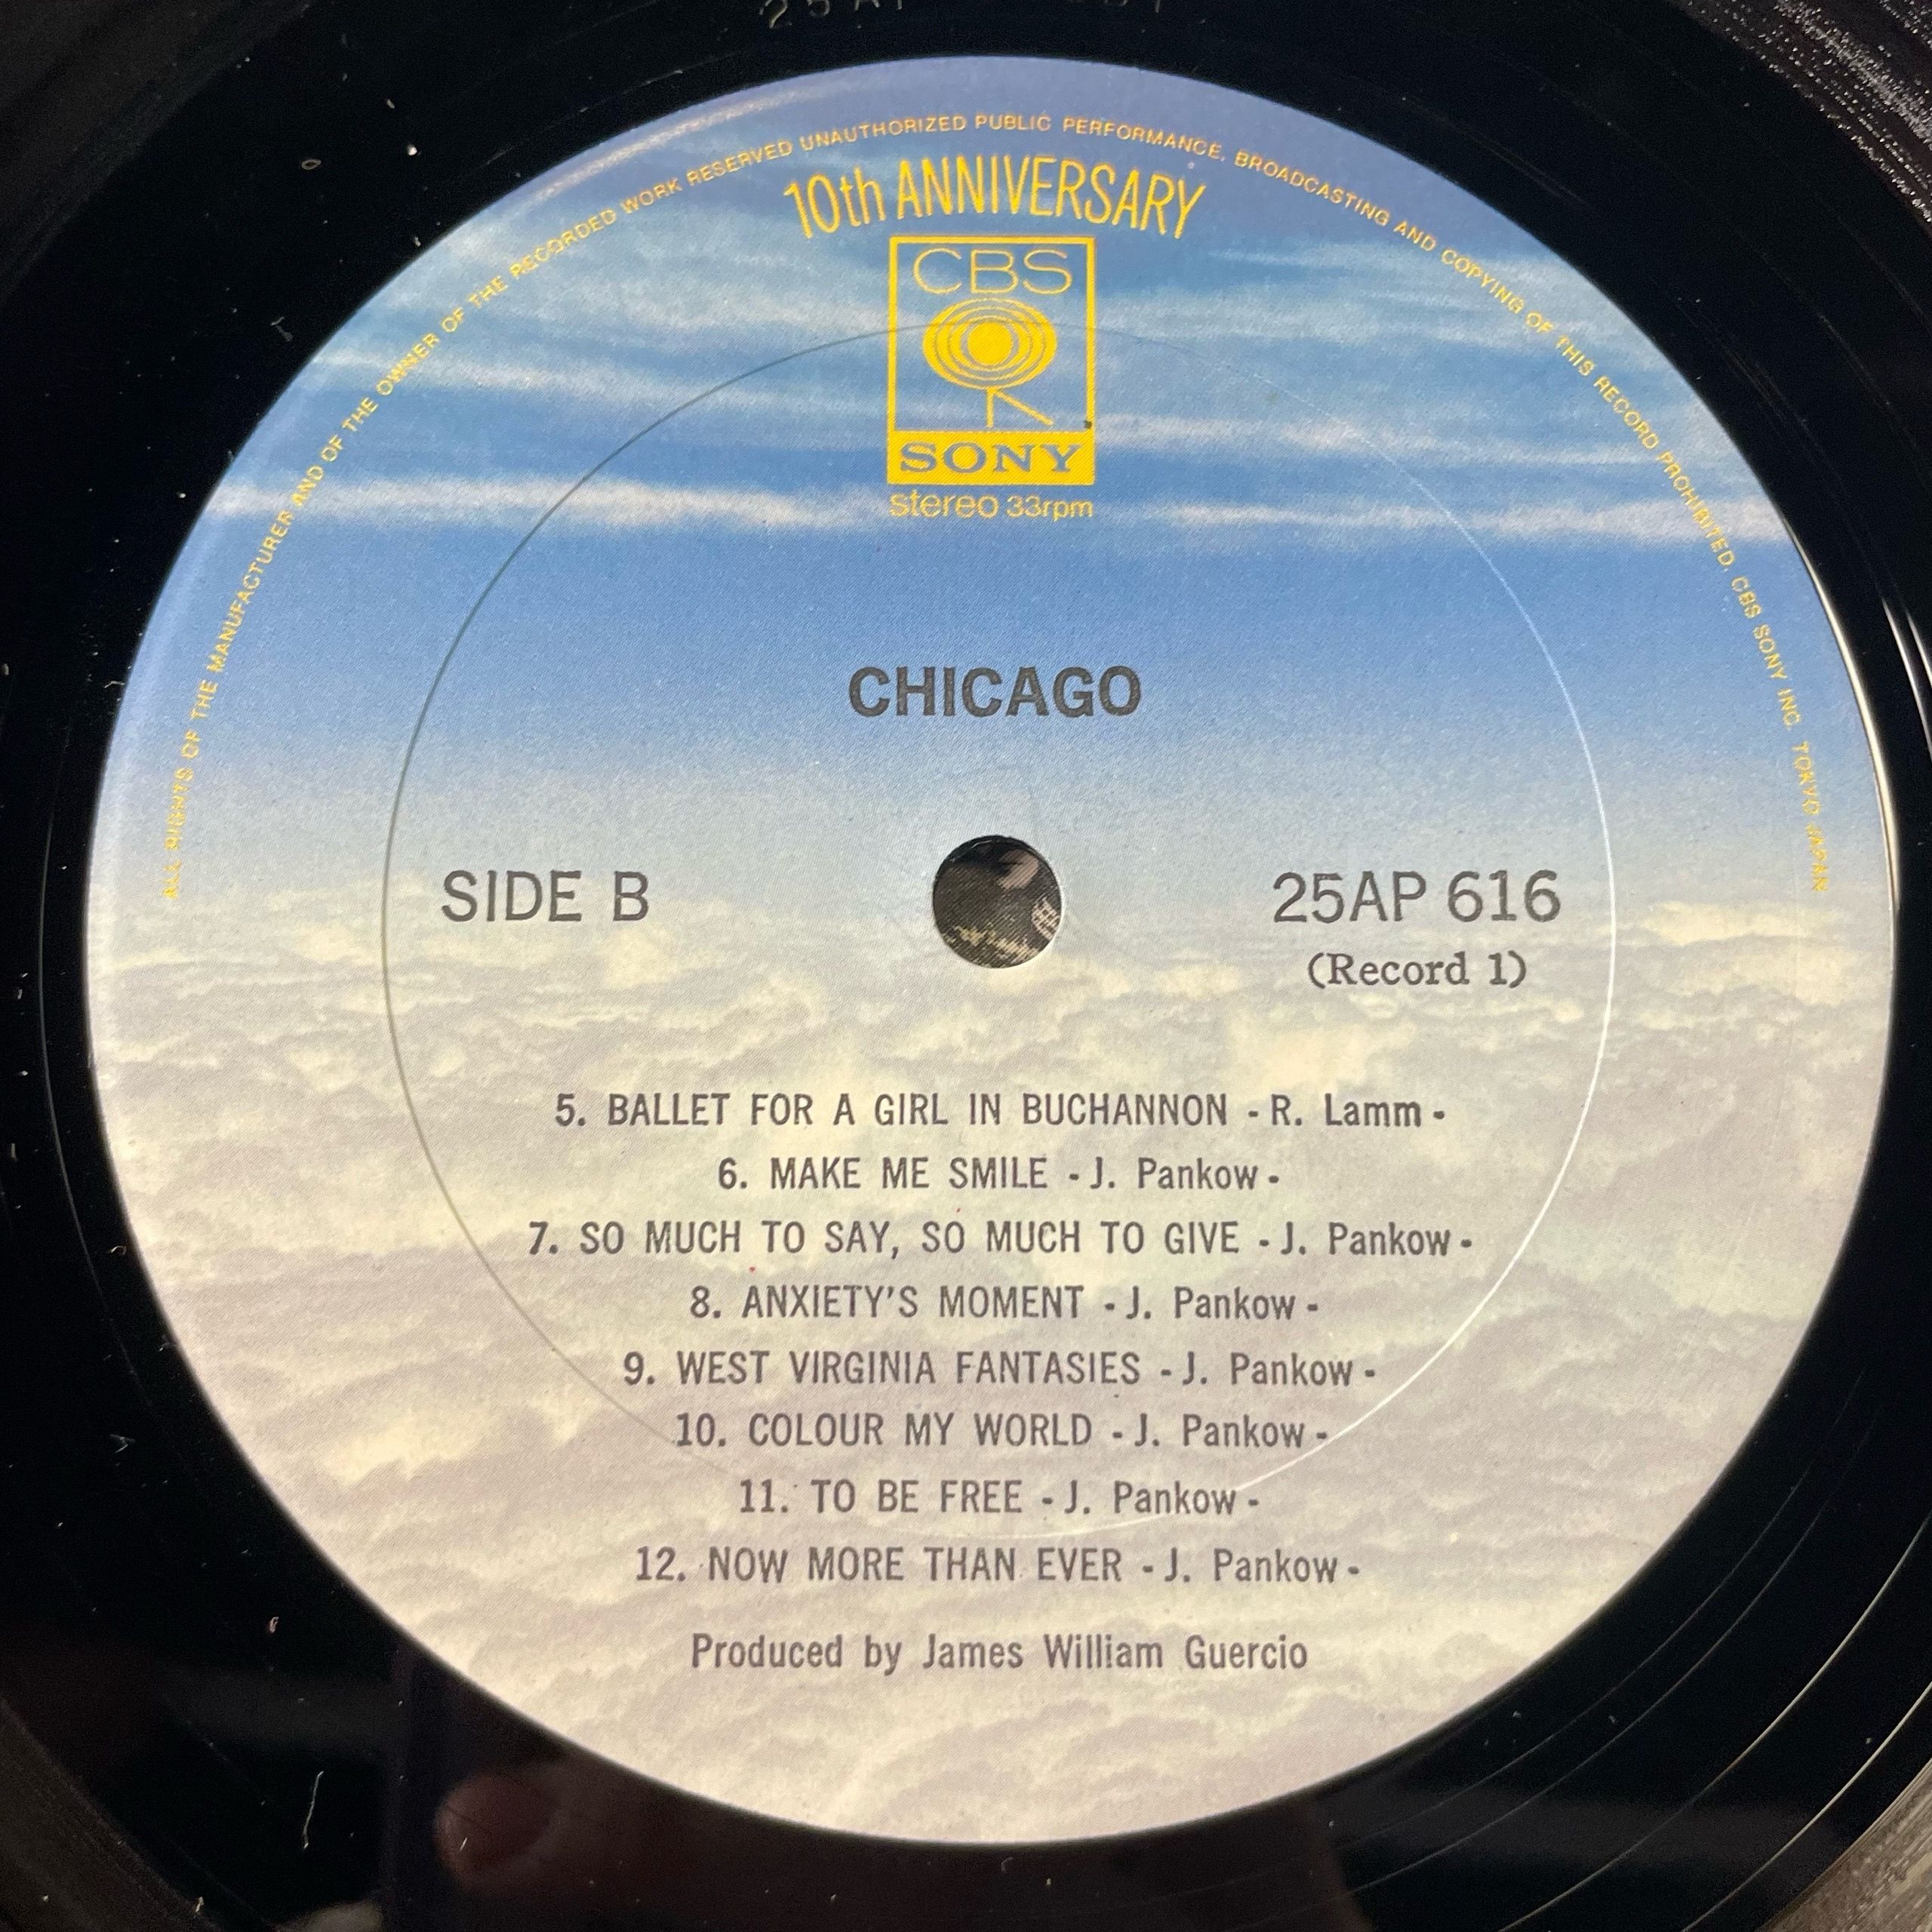 ALL RIGHTS OF THE MANUFACTURER AND OF THE OWNER OF THE RECORDED WORK RESERVED UNAUTHORIZED PUBLIC PERFORMANCE, BROADCASTING AND COPYING OF THIS RECORD PROHIBITED. CBS SONY INC. TOKYO JAPAN
10th ANNIVERSARY
CBS
SONY
stereo 33rpm
CHICAGO
SIDE B
25AP 616
(Record 1)
5. BALLET FOR A GIRL IN BUCHANNON - R. Lamm -
6. MAKE ME SMILE - J. Pankow -
7. SO MUCH TO SAY, SO MUCH TO GIVE - J. Pankow -
8. ANXIETY'S MOMENT - J. Pankow -
9. WEST VIRGINIA FANTASIES - J. Pankow -
10. COLOUR MY WORLD - J. Pankow -
11. TO BE FREE - J. Pankow -
12. NOW MORE THAN EVER - J. Pankow -
Produced by James William Guercio